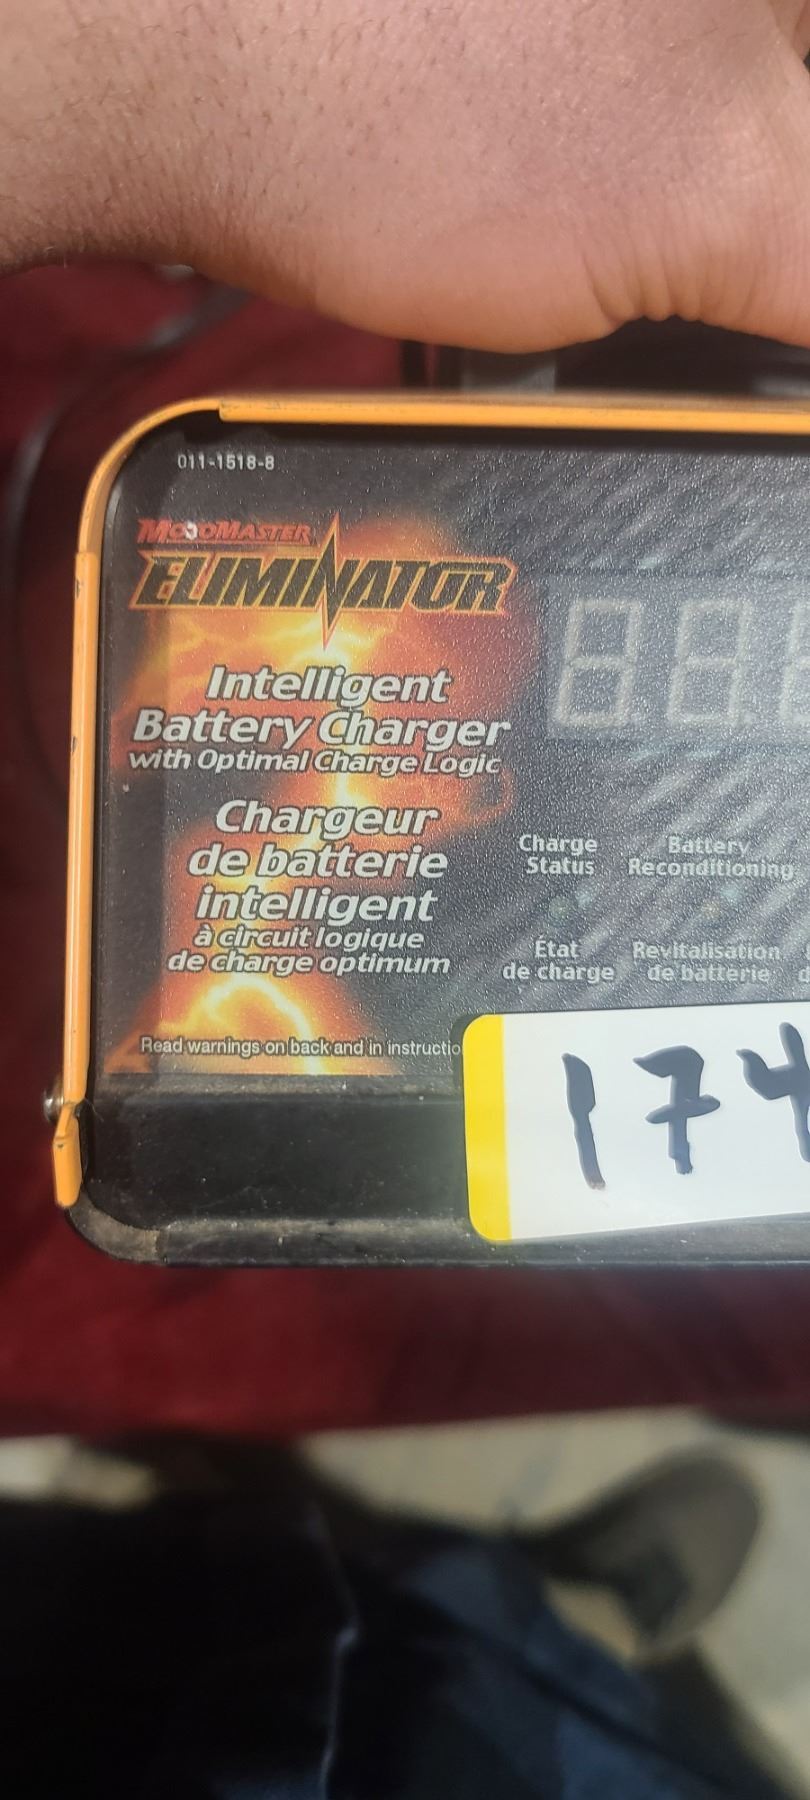 011-1518-8
MOTOMASTER
ELIMINATOR
Intelligent
Battery Charger
with Optimal Charge Logic
Chargeur
de batterie
intelligent
à circuit logique
de charge optimum
Read warnings on back and in
Charge
Status
Battery
Reconditioning
État
de charge
Revitalisation
de batterie
174